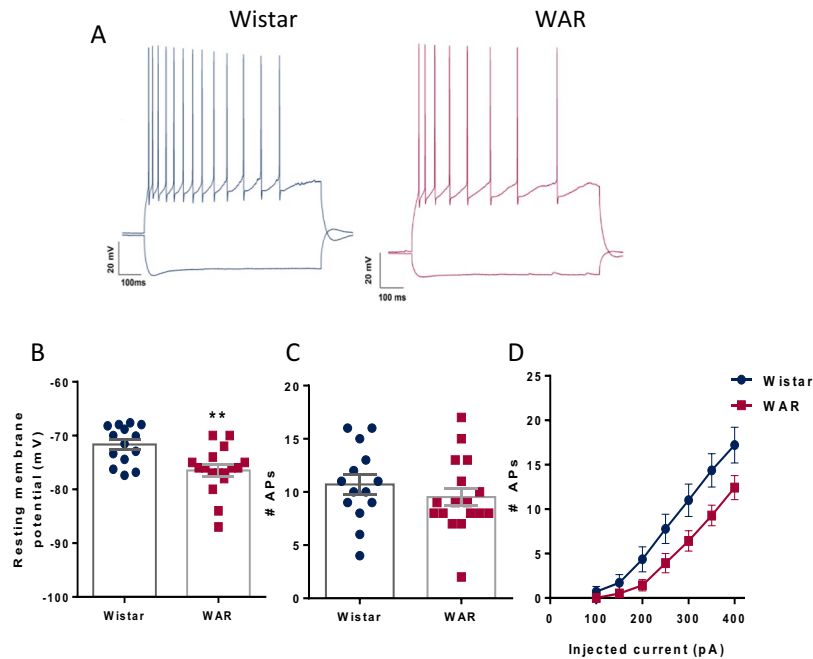 A
Wistar
WAR
20 mV
100ms
20 mV
100 ms
B
Resting membrane
potential (mV)
-60
-70
-80
-90
-100
**
Wistar
WAR
C
# APs
20
15
10
5
0
Wistar
WAR
D
Wistar
WAR
# APs
25
20
15
10
5
0
0
100
200
300
400
Injected current (pA)